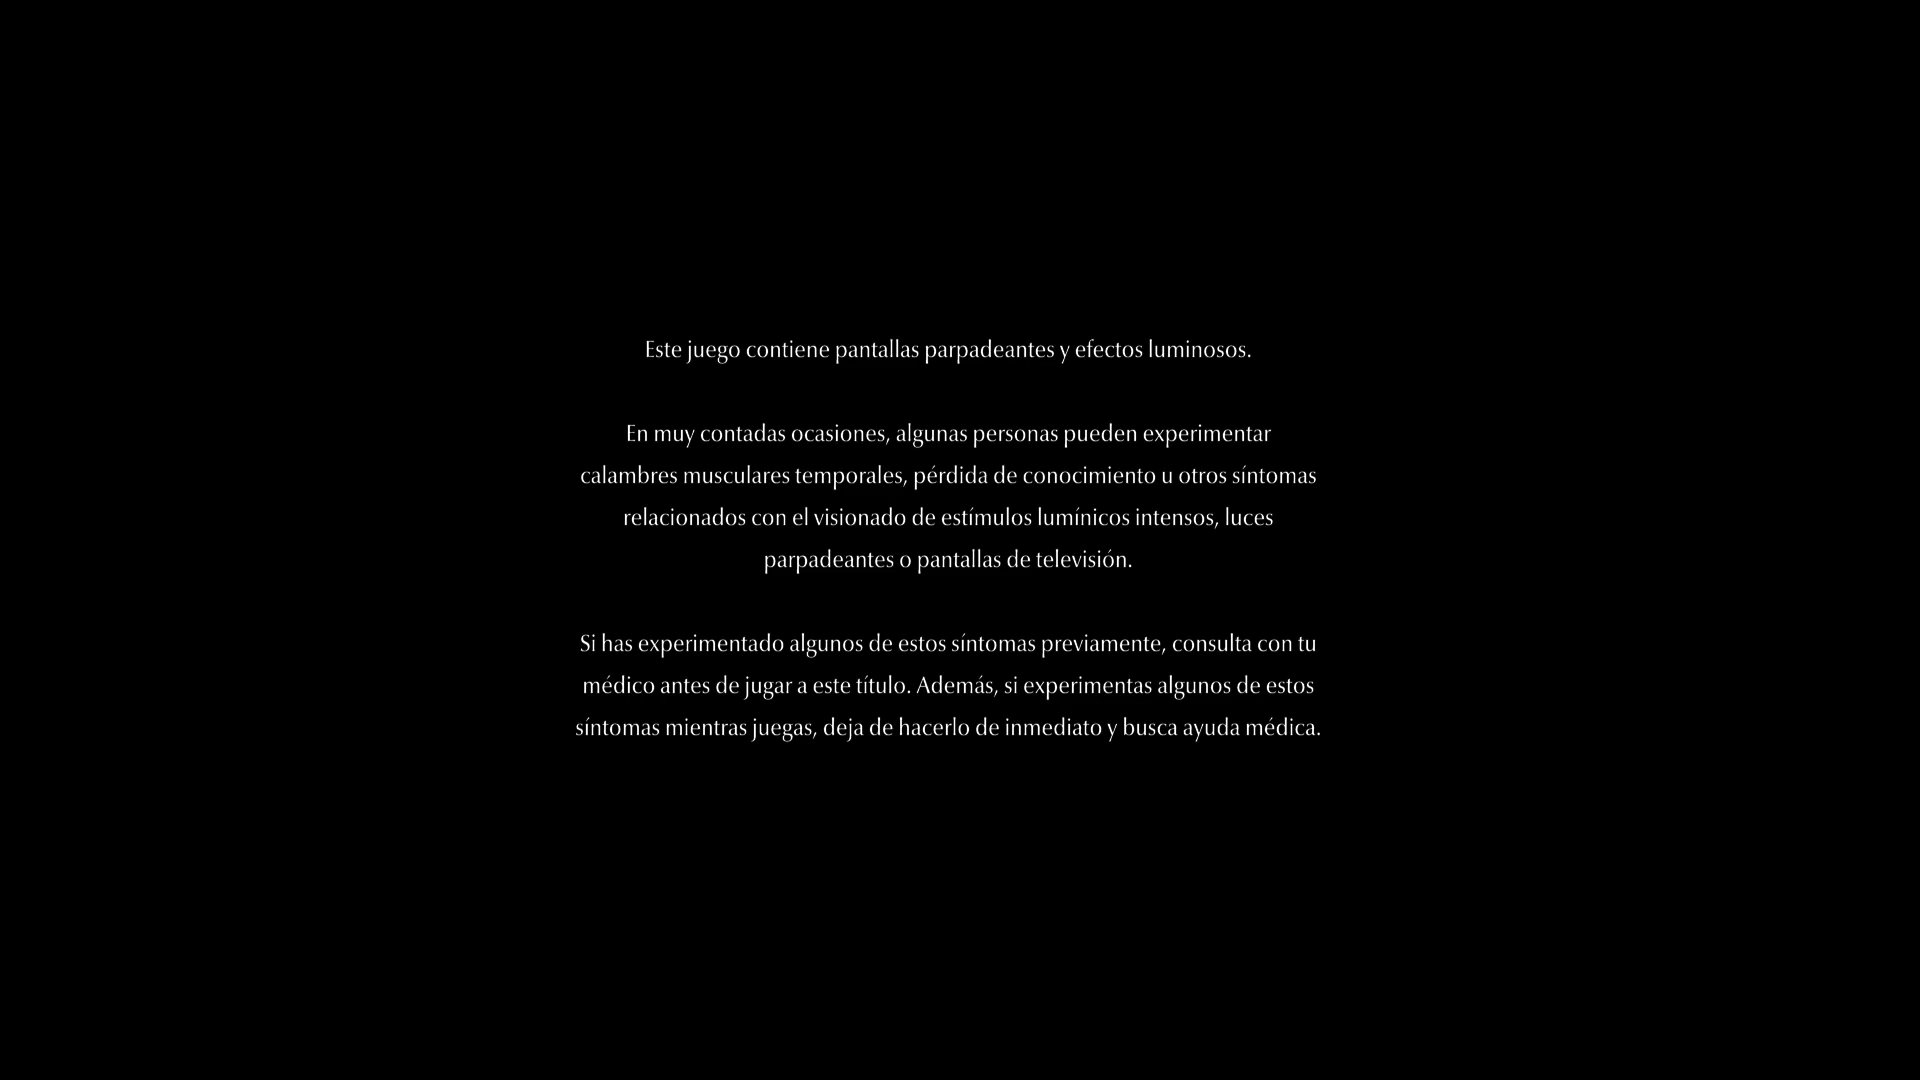 Este juego contiene pantallas parpadeantes y efectos luminosos.
En muy contadas ocasiones, algunas personas pueden experimentar
calambres musculares temporales, pérdida de conocimiento u otros síntomas
relacionados con el visionado de estímulos lumínicos intensos, luces
parpadeantes o pantallas de televisión.
Si has experimentado algunos de estos síntomas previamente, consulta con tu
médico antes de jugar a este título. Además, si experimentas algunos de estos
síntomas mientras juegas, deja de hacerlo de inmediato y busca ayuda médica.